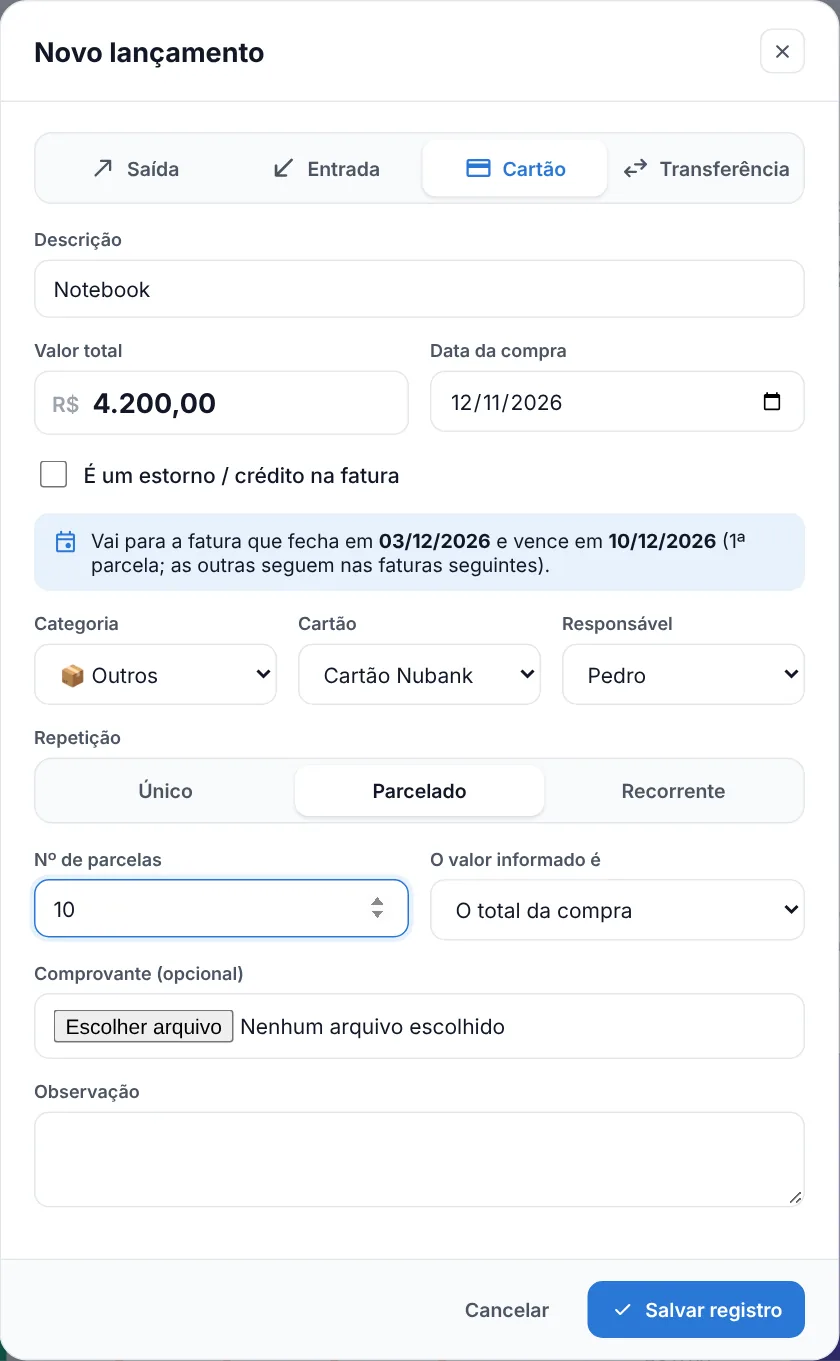 Novo lançamento
Saída
Entrada
Cartão
Transferência
Descrição
Notebook
Valor total
Data da compra
R$ 4.200,00
12/11/2026
É um estorno / crédito na fatura
Vai para a fatura que fecha em 03/12/2026 e vence em 10/12/2026 (1ª
parcela; as outras seguem nas faturas seguintes).
Categoria
Cartão
Responsável
Outros
Cartão Nubank
Pedro
Repetição
Único
Parcelado
Recorrente
Nº de parcelas
O valor informado é
10
O total da compra
Comprovante (opcional)
Escolher arquivo Nenhum arquivo escolhido
Observação
Cancelar
Salvar registro